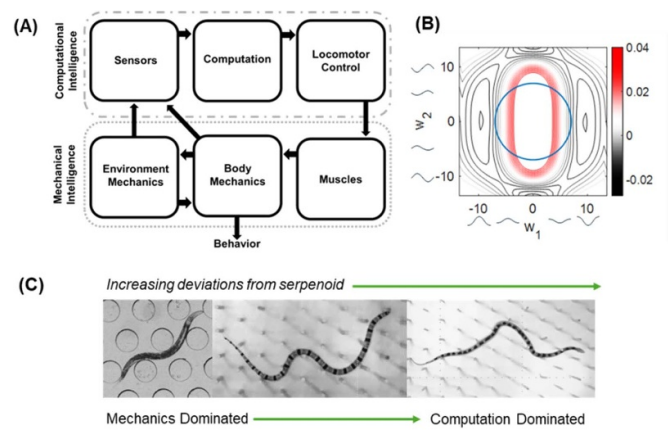 (A)
Computational
Intelligence
Sensors
Computation
Locomotor
Control
Mechanical
Intelligence
Environment
Mechanics
Body
Mechanics
Muscles
Behavior
(B)
10
0
-10
w2
-10
0
10
w1
0.04
0.02
0
-0.02
(C)
Increasing deviations from serpenoid
Mechanics Dominated
Computation Dominated